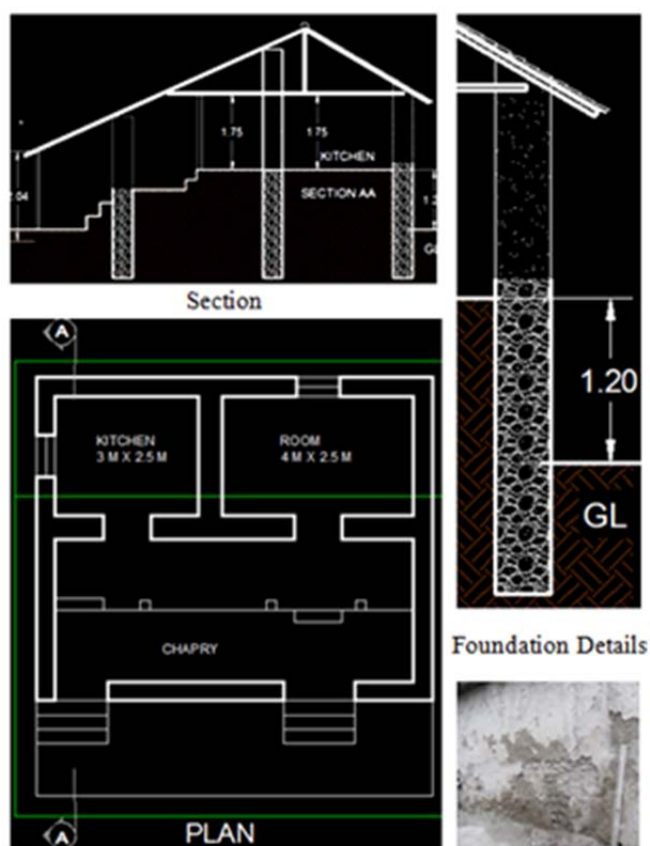 1.75
1.75
KITCHEN
SECTION AA
Section
1.20
GL
Foundation Details
A
KITCHEN
3 M X 2.5 M
ROOM
4 M X 2.5 M
CHAPRY
A
PLAN